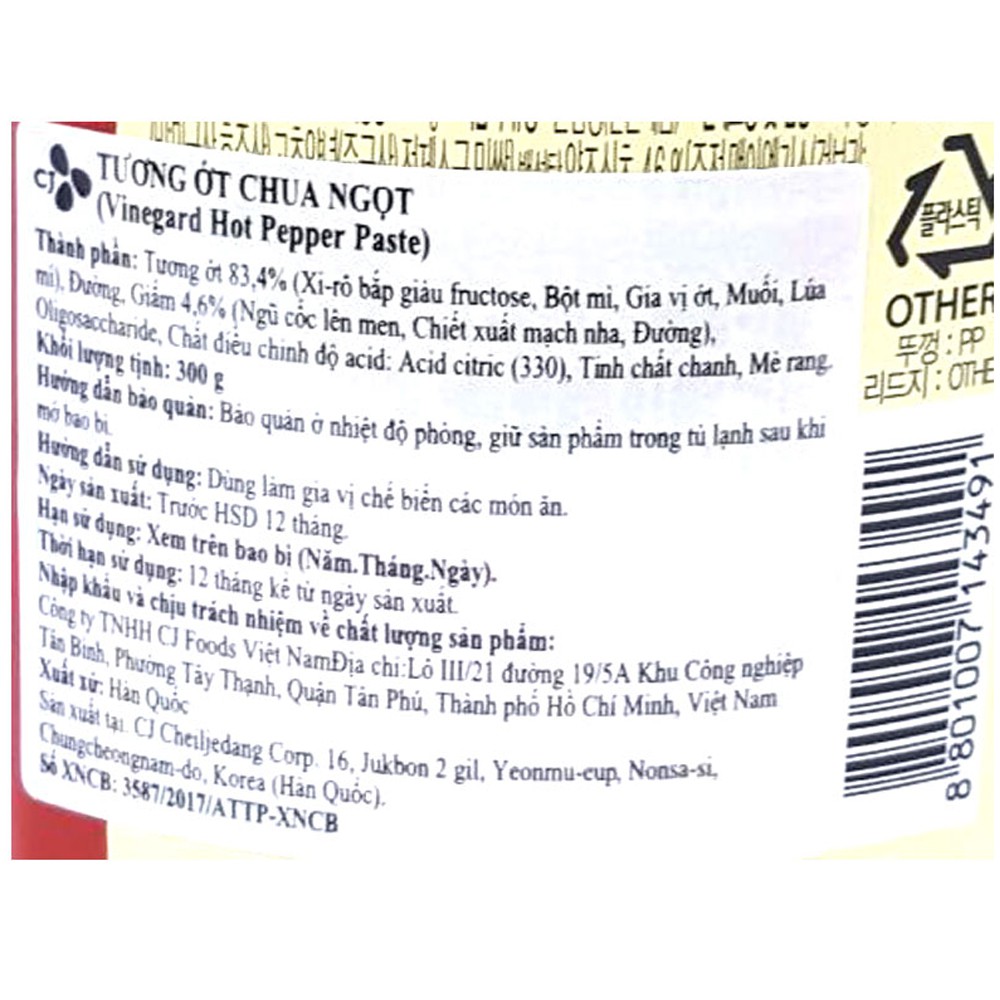 CJ
TƯƠNG ỚT CHUA NGỌT
(Vinegard Hot Pepper Paste)
Thành phần: Tương ớt 83,4% (Xi-rô bắp giàu fructose, Bột mì, Gia vị ớt, Muối, Lúa
mì), Đường, Giấm 4,6% (Ngũ cốc lên men, Chiết xuất mạch nha, Đường),
Oligosaccharide, Chất điều chỉnh độ acid: Acid citric (330), Tinh chất chanh, Mè rang.
Khối lượng tịnh: 300 g
Hướng dẫn bảo quản: Bảo quản ở nhiệt độ phòng, giữ sản phẩm trong tủ lạnh sau khi
mở bao bì.
Hướng dẫn sử dụng: Dùng làm gia vị chế biến các món ăn.
Ngày sản xuất: Trước HSD 12 tháng.
Hạn sử dụng: Xem trên bao bì (Năm.Tháng.Ngày).
Thời hạn sử dụng: 12 tháng kể từ ngày sản xuất.
Nhập khẩu và chịu trách nhiệm về chất lượng sản phẩm:
Công ty TNHH CJ Foods Việt NamĐịa chỉ:Lô III/21 đường 19/5A Khu Công nghiệp
Tân Bình, Phường Tây Thạnh, Quận Tân Phú, Thành phố Hồ Chí Minh, Việt Nam
Xuất xứ: Hàn Quốc
Sản xuất tại: CJ Cheiljedang Corp. 16, Jukbon 2 gil, Yeonmu-eup, Nonsa-si,
Chungcheongnam-do, Korea (Hàn Quốc).
Số XNCB: 3587/2017/ATTP-XNCB
플라스틱
OTHER
뚜껑 : PP
리드지 : OTHE
8 801007 143491